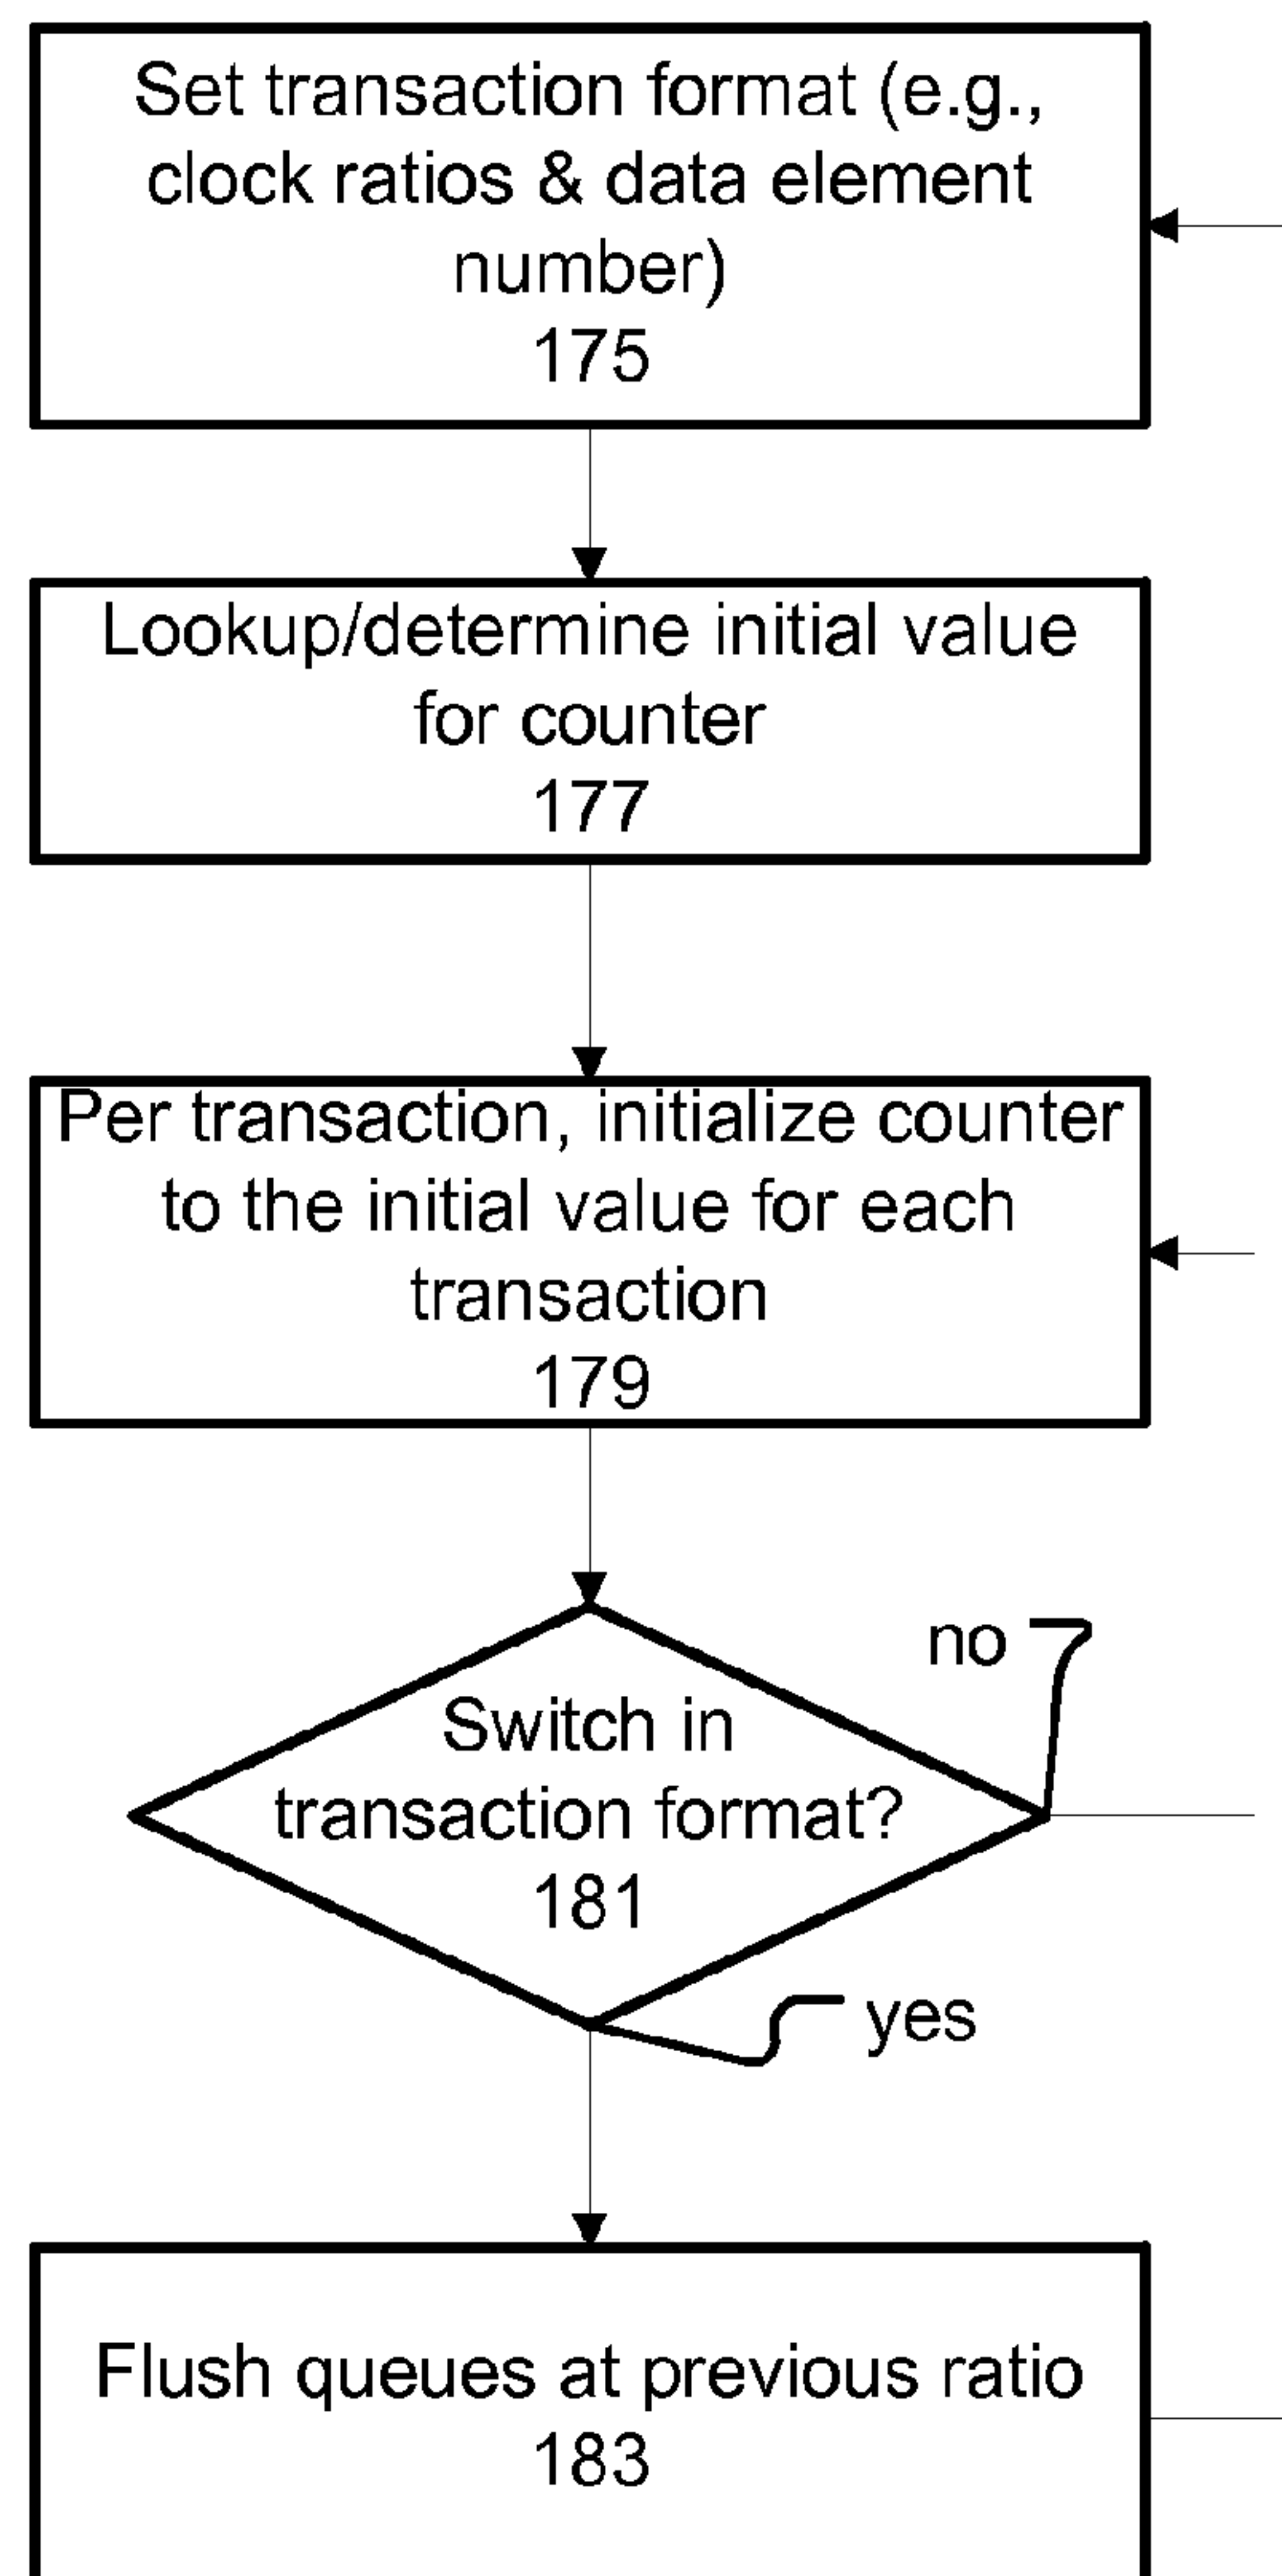 Set transaction format (e.g.,
clock ratios & data element
number)
175
Lookup/determine initial value
for counter
177
Per transaction, initialize counter
to the initial value for each
transaction
179
no
Switch in
transaction format?
181
yes
Flush queues at previous ratio
183